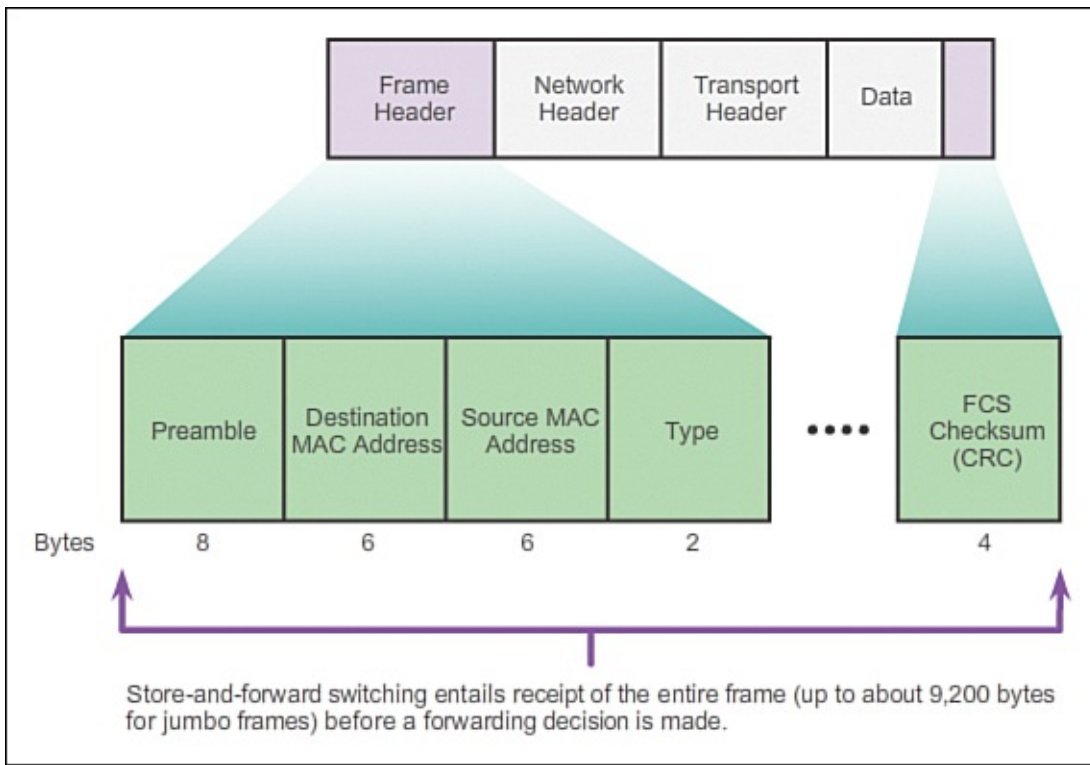 Frame
Header
Network
Header
Transport
Header
Data
Preamble
Destination
MAC Address
Source MAC
Address
Type
••••
FCS
Checksum
(CRC)
Bytes 8 6 6 2 4
Store-and-forward switching entails receipt of the entire frame (up to about 9,200 bytes
for jumbo frames) before a forwarding decision is made.